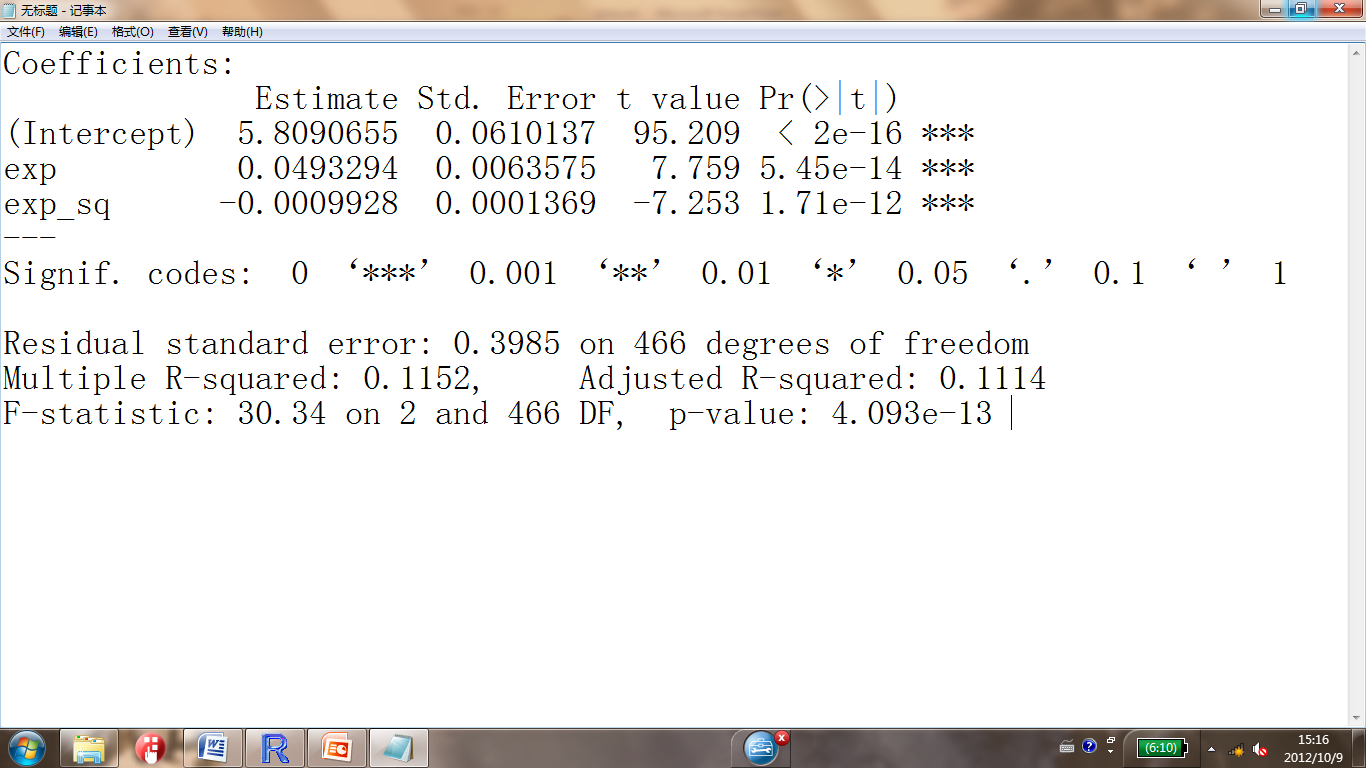 无标题 - 记事本
文件(F) 编辑(E) 格式(O) 查看(V) 帮助(H)
Coefficients:
Estimate Std. Error t value Pr(>|t|)
(Intercept) 5.8090655 0.0610137 95.209 < 2e-16 ***
exp 0.0493294 0.0063575 7.759 5.45e-14 ***
exp_sq -0.0009928 0.0001369 -7.253 1.71e-12 ***
---
Signif. codes: 0 ‘***’ 0.001 ‘**’ 0.01 ‘*’ 0.05 ‘.’ 0.1 ‘ ’ 1
Residual standard error: 0.3985 on 466 degrees of freedom
Multiple R-squared: 0.1152, Adjusted R-squared: 0.1114
F-statistic: 30.34 on 2 and 466 DF, p-value: 4.093e-13
(6:10)
15:16
2012/10/9